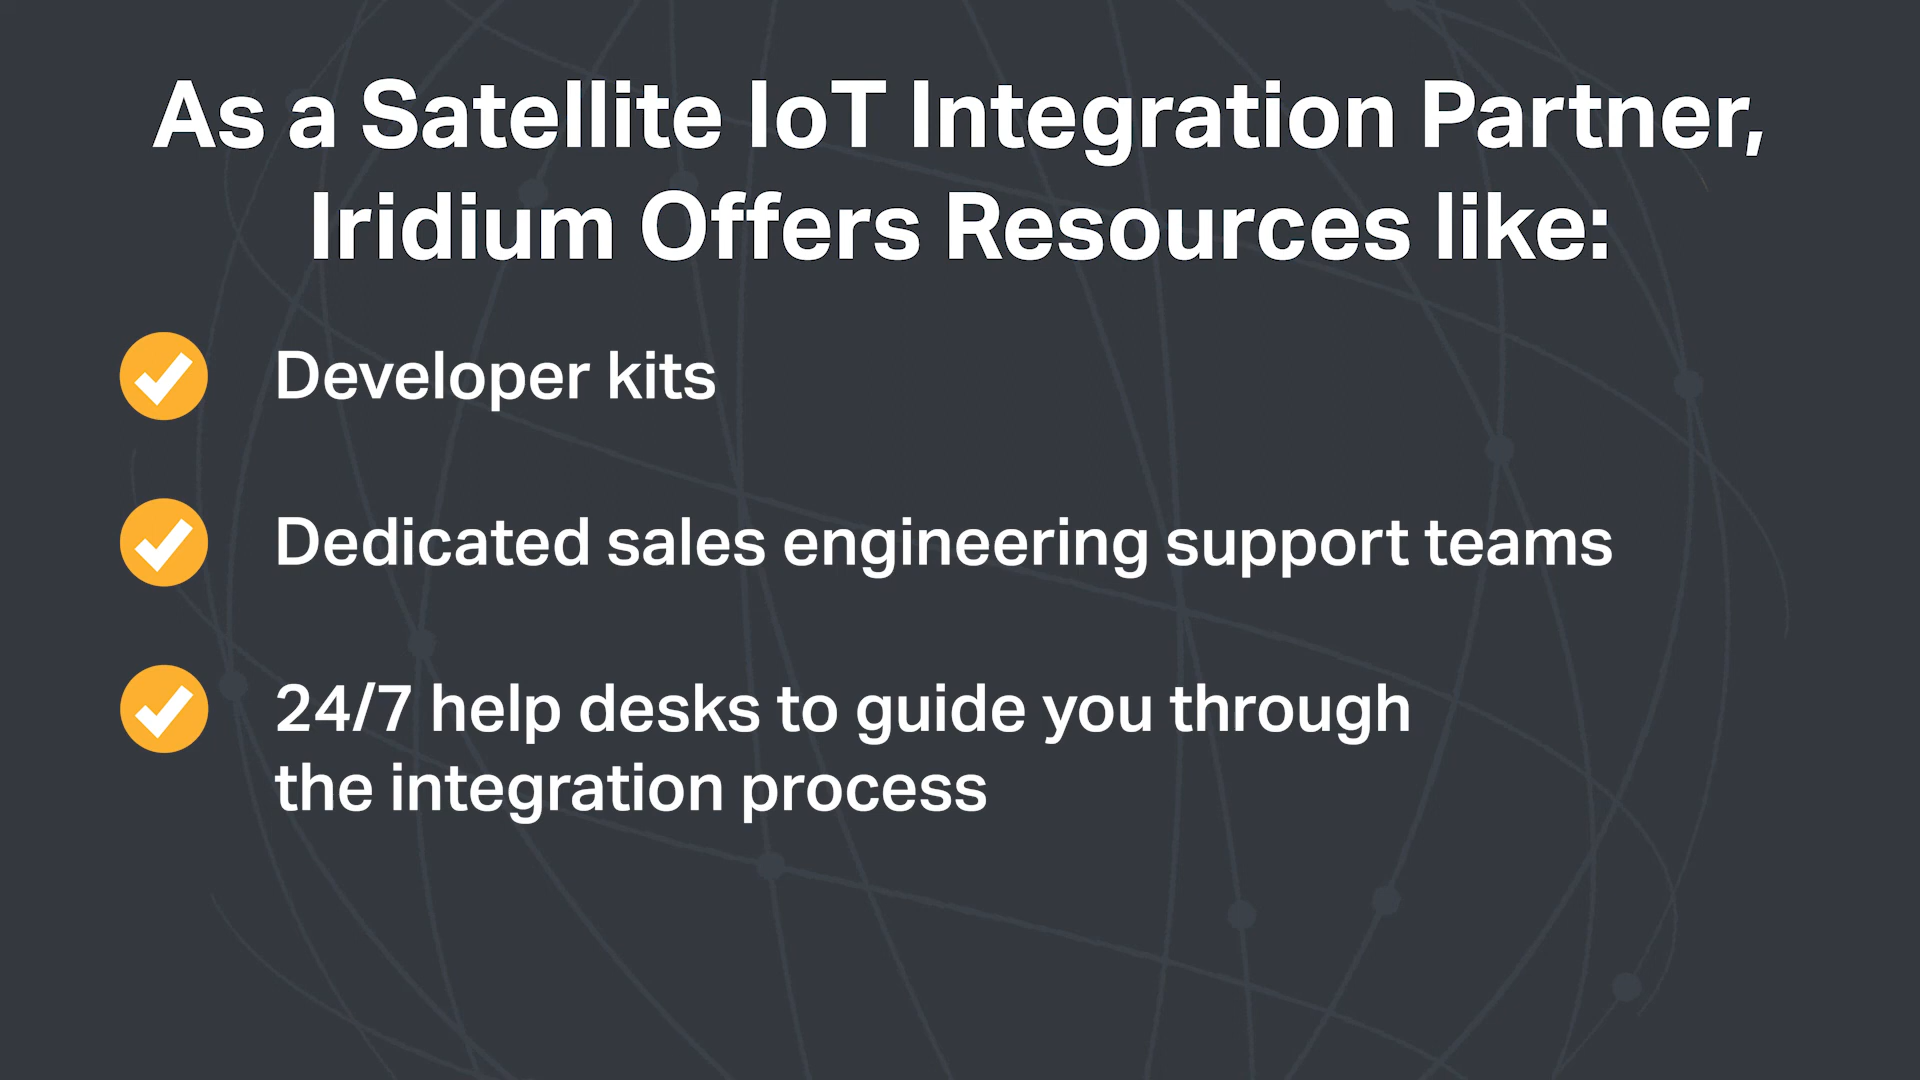 As a Satellite IoT Integration Partner,
Iridium Offers Resources like:
Developer kits
Dedicated sales engineering support teams
24/7 help desks to guide you through
the integration process